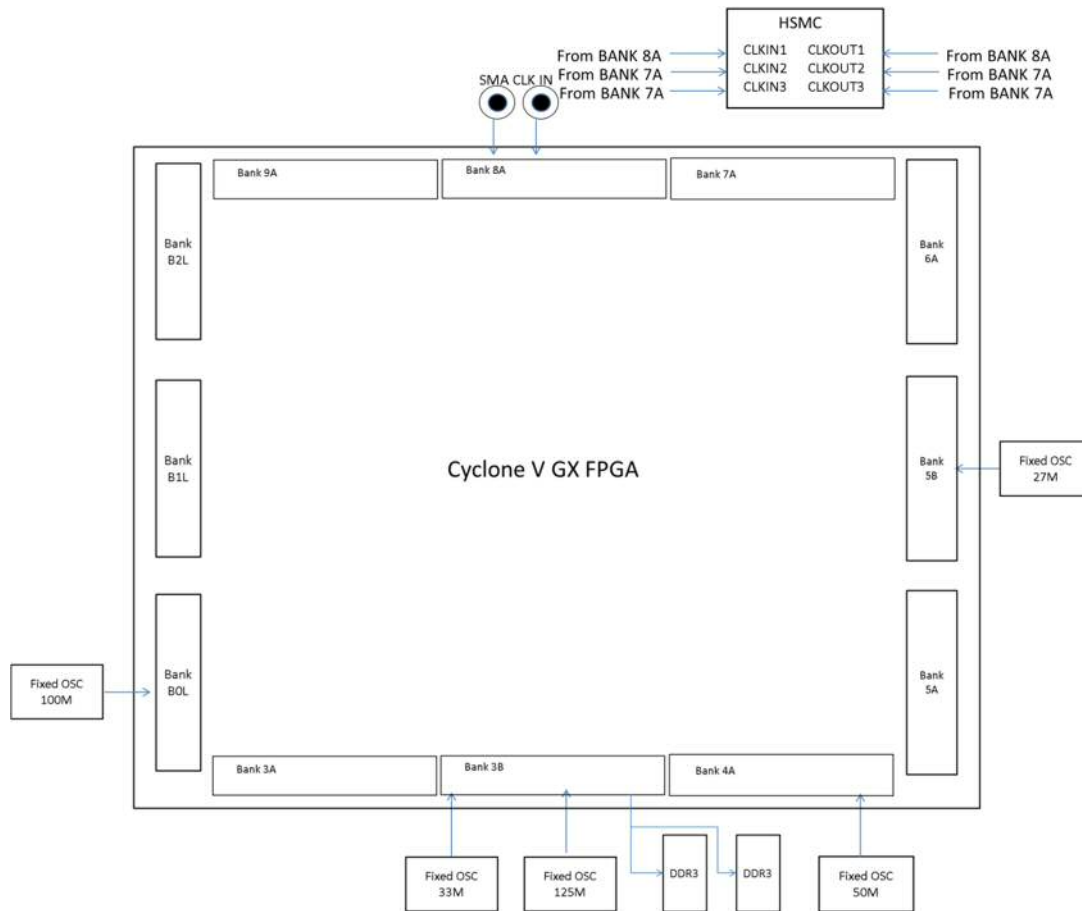 HSMC
From BANK 8A CLKIN1 CLKOUT1 From BANK 8A
From BANK 7A CLKIN2 CLKOUT2 From BANK 7A
From BANK 7A CLKIN3 CLKOUT3 From BANK 7A
SMA CLK IN
Bank 9A
Bank 8A
Bank 7A
Bank
B2L
Bank
6A
Bank
B1L
Cyclone V GX FPGA
Bank
5B
Fixed OSC
27M
Bank
B0L
Bank
5A
Fixed OSC
100M
Bank 3A
Bank 3B
Bank 4A
Fixed OSC
33M
Fixed OSC
125M
DDR3
DDR3
Fixed OSC
50M